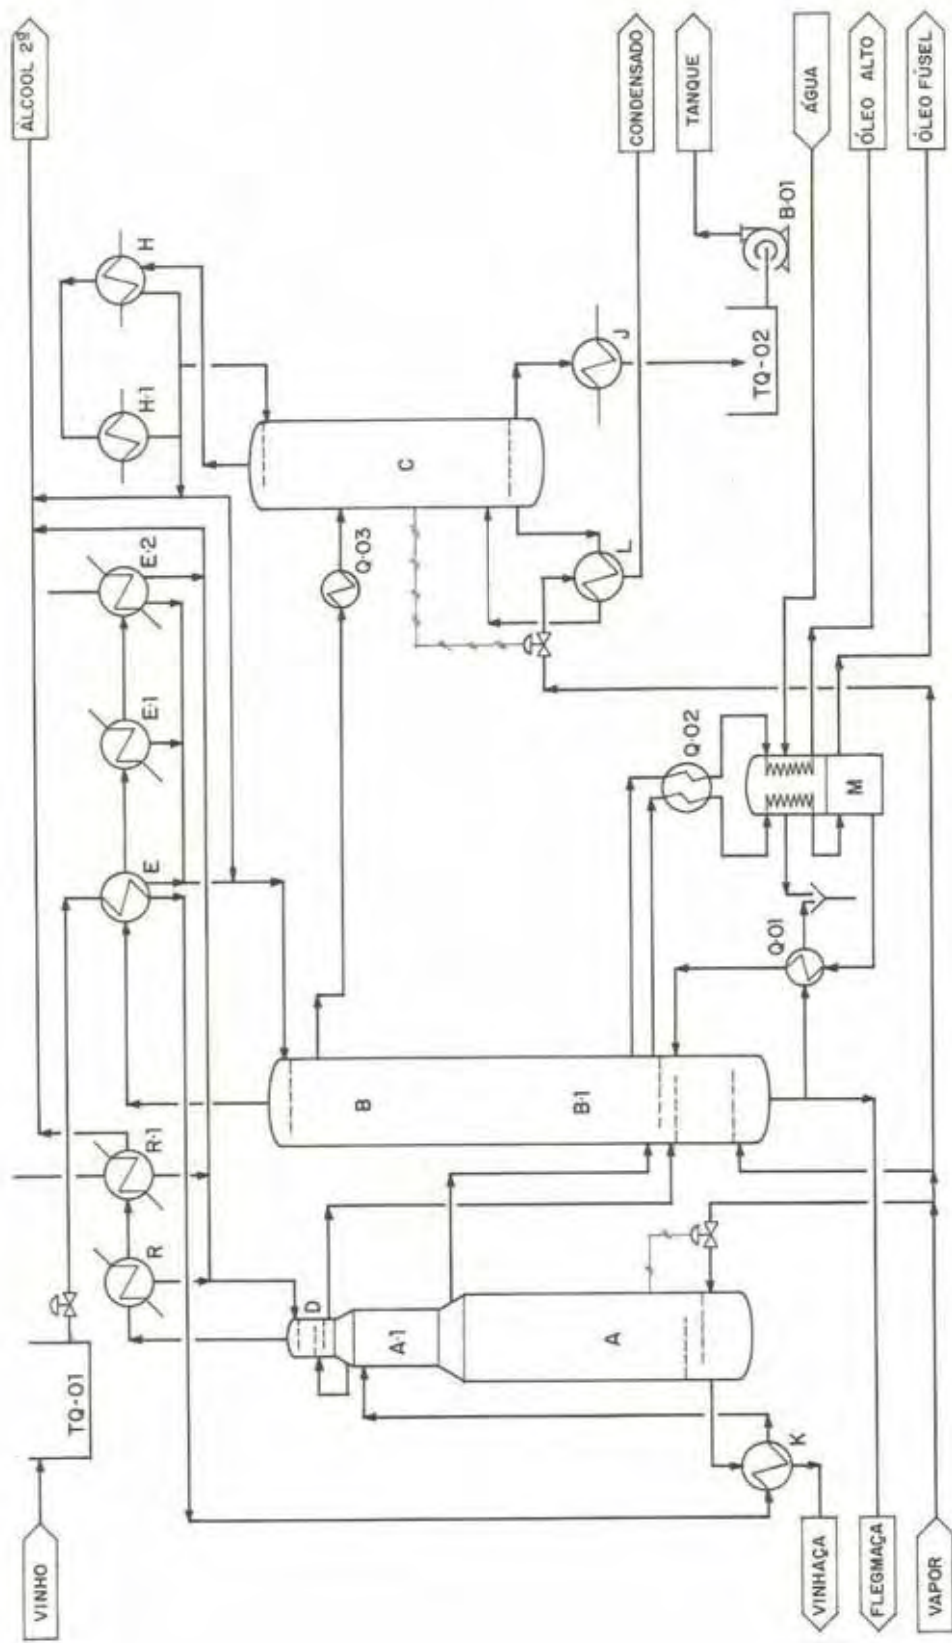 VINHO
TQ-01
R
R·1
E
E·1
E·2
H·1
H
ÁLCOOL 2ª
D
A·1
A
K
B
B·1
Q·01
Q·02
M
Q·03
C
L
J
TQ-02
B·01
VINHAÇA
FLEGMAÇA
VAPOR
CONDENSADO
TANQUE
ÁGUA
ÓLEO ALTO
ÓLEO FÚSEL